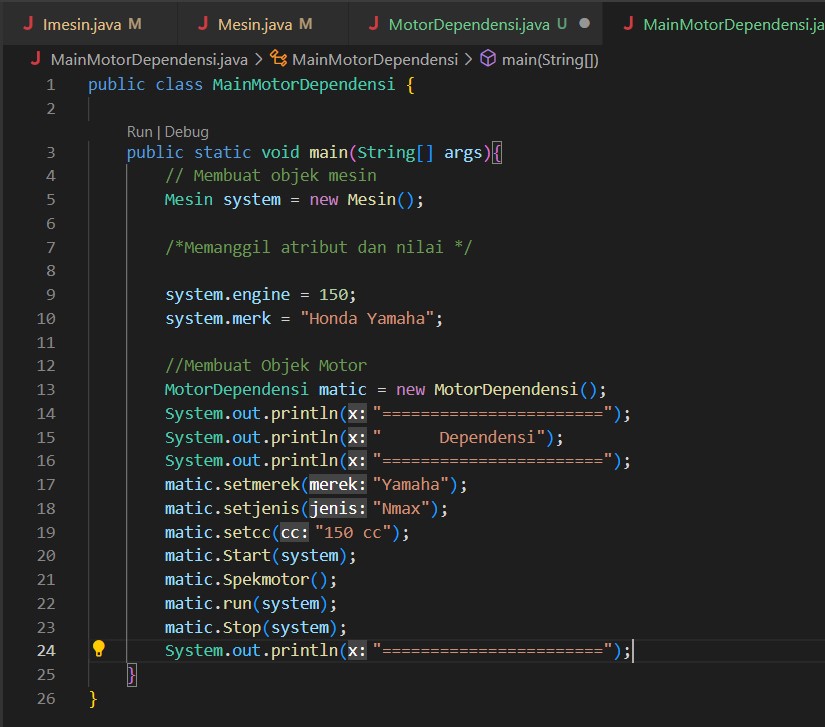 J Imesin.java M J Mesin.java M J MotorDependensi.java U ● J MainMotorDependensi.ja
J MainMotorDependensi.java > MainMotorDependensi > main(String[])
1 public class MainMotorDependensi {
2
Run | Debug
3 public static void main(String[] args){
4 // Membuat objek mesin
5 Mesin system = new Mesin();
6
7 /*Memanggil atribut dan nilai */
8
9 system.engine = 150;
10 system.merk = "Honda Yamaha";
11
12 //Membuat Objek Motor
13 MotorDependensi matic = new MotorDependensi();
14 System.out.println(x: "=======================");
15 System.out.println(x: "      Dependensi");
16 System.out.println(x: "=======================");
17 matic.setmerek(merek: "Yamaha");
18 matic.setjenis(jenis: "Nmax");
19 matic.setcc(cc: "150 cc");
20 matic.Start(system);
21 matic.Spekmotor();
22 matic.run(system);
23 matic.Stop(system);
24 System.out.println(x: "=======================");
25 }
26 }